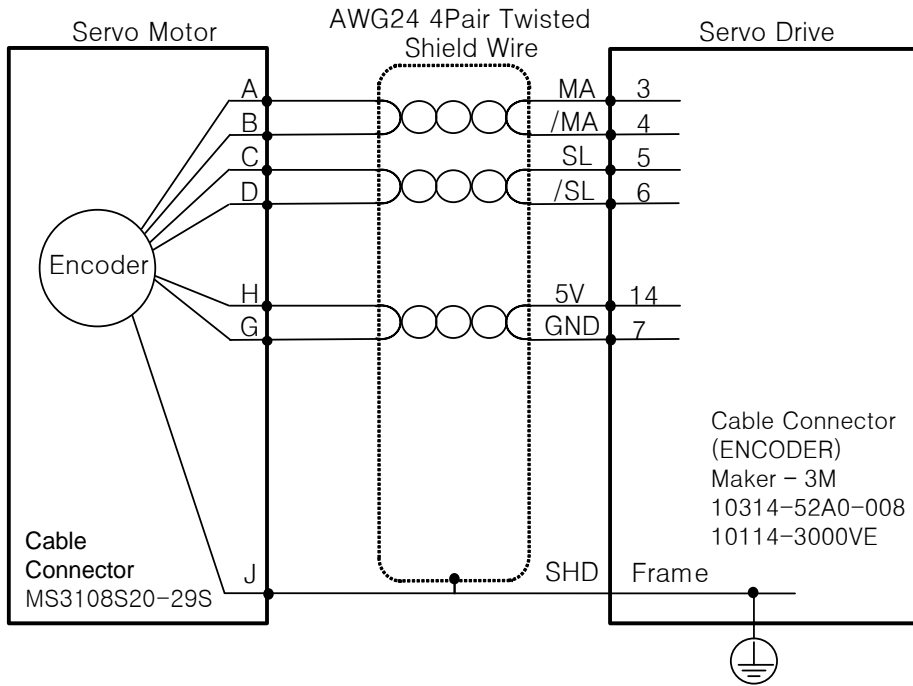 AWG24 4Pair Twisted
Shield Wire
Servo Motor
Servo Drive
A
MA
3
B
/MA
4
C
SL
5
D
/SL
6
Encoder
H
5V
14
G
GND
7
Cable Connector
(ENCODER)
Maker - 3M
10314-52A0-008
10114-3000VE
Cable
Connector
MS3108S20-29S
J
SHD
Frame